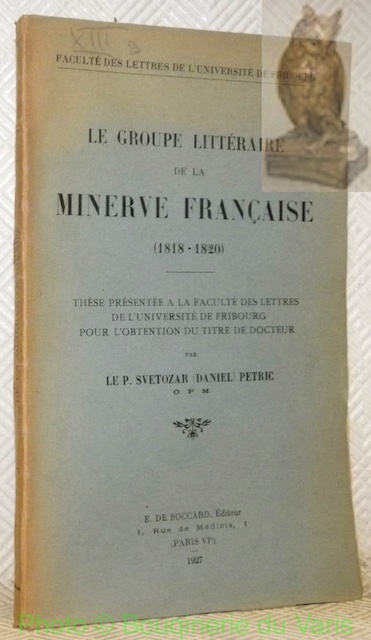 XIII 9
FACULTÉ DES LETTRES DE L'UNIVERSITÉ DE FRIBOURG
LE GROUPE LITTÉRAIRE
DE LA
MINERVE FRANÇAISE
(1818-1820)
THÈSE PRÉSENTÉE A LA FACULTÉ DES LETTRES
DE L'UNIVERSITÉ DE FRIBOURG
POUR L'OBTENTION DU TITRE DE DOCTEUR
PAR
LE P. SVETOZAR (DANIEL) PETRIC
O F M
E. DE BOCCARD, Éditeur
1, Rue de Médicis, 1
(PARIS VIe)
1927
Photo © Bouquinerie du Varis